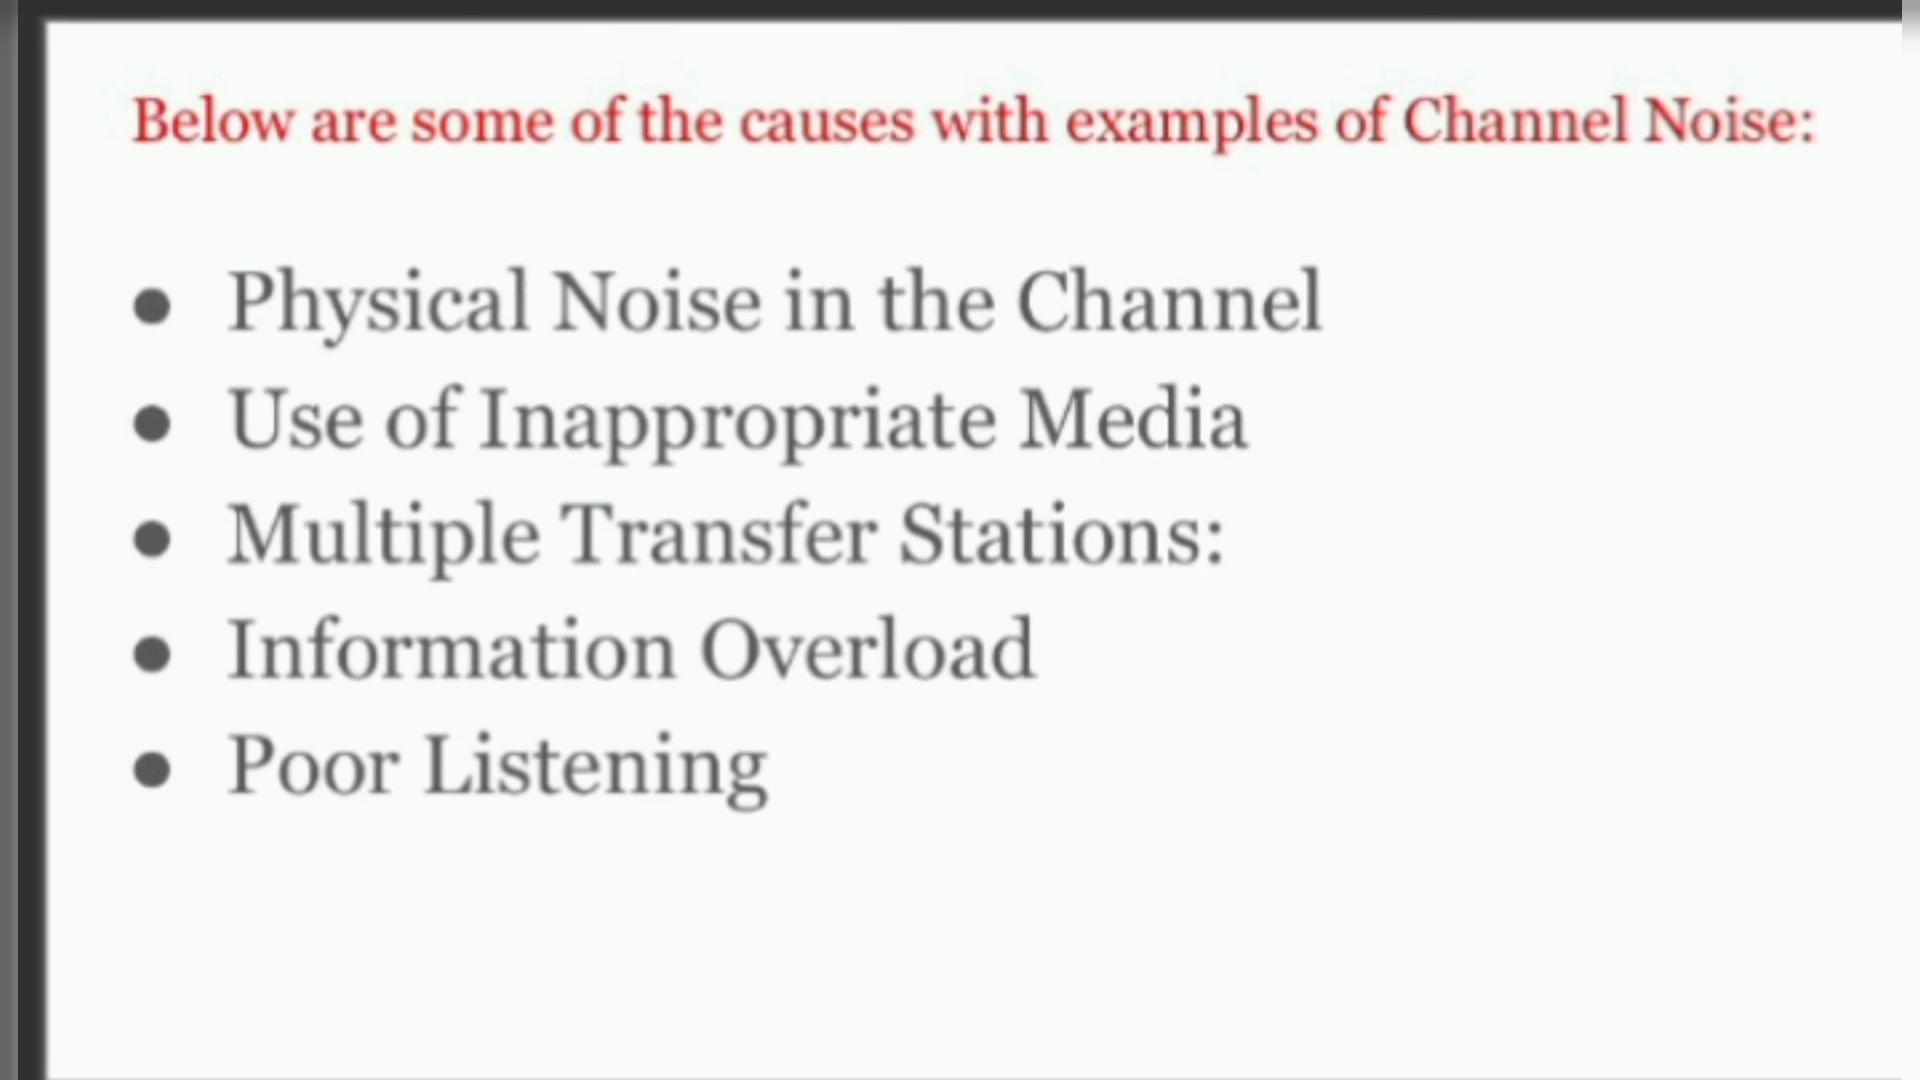 Below are some of the causes with examples of Channel Noise:
● Physical Noise in the Channel
● Use of Inappropriate Media
● Multiple Transfer Stations:
● Information Overload
● Poor Listening